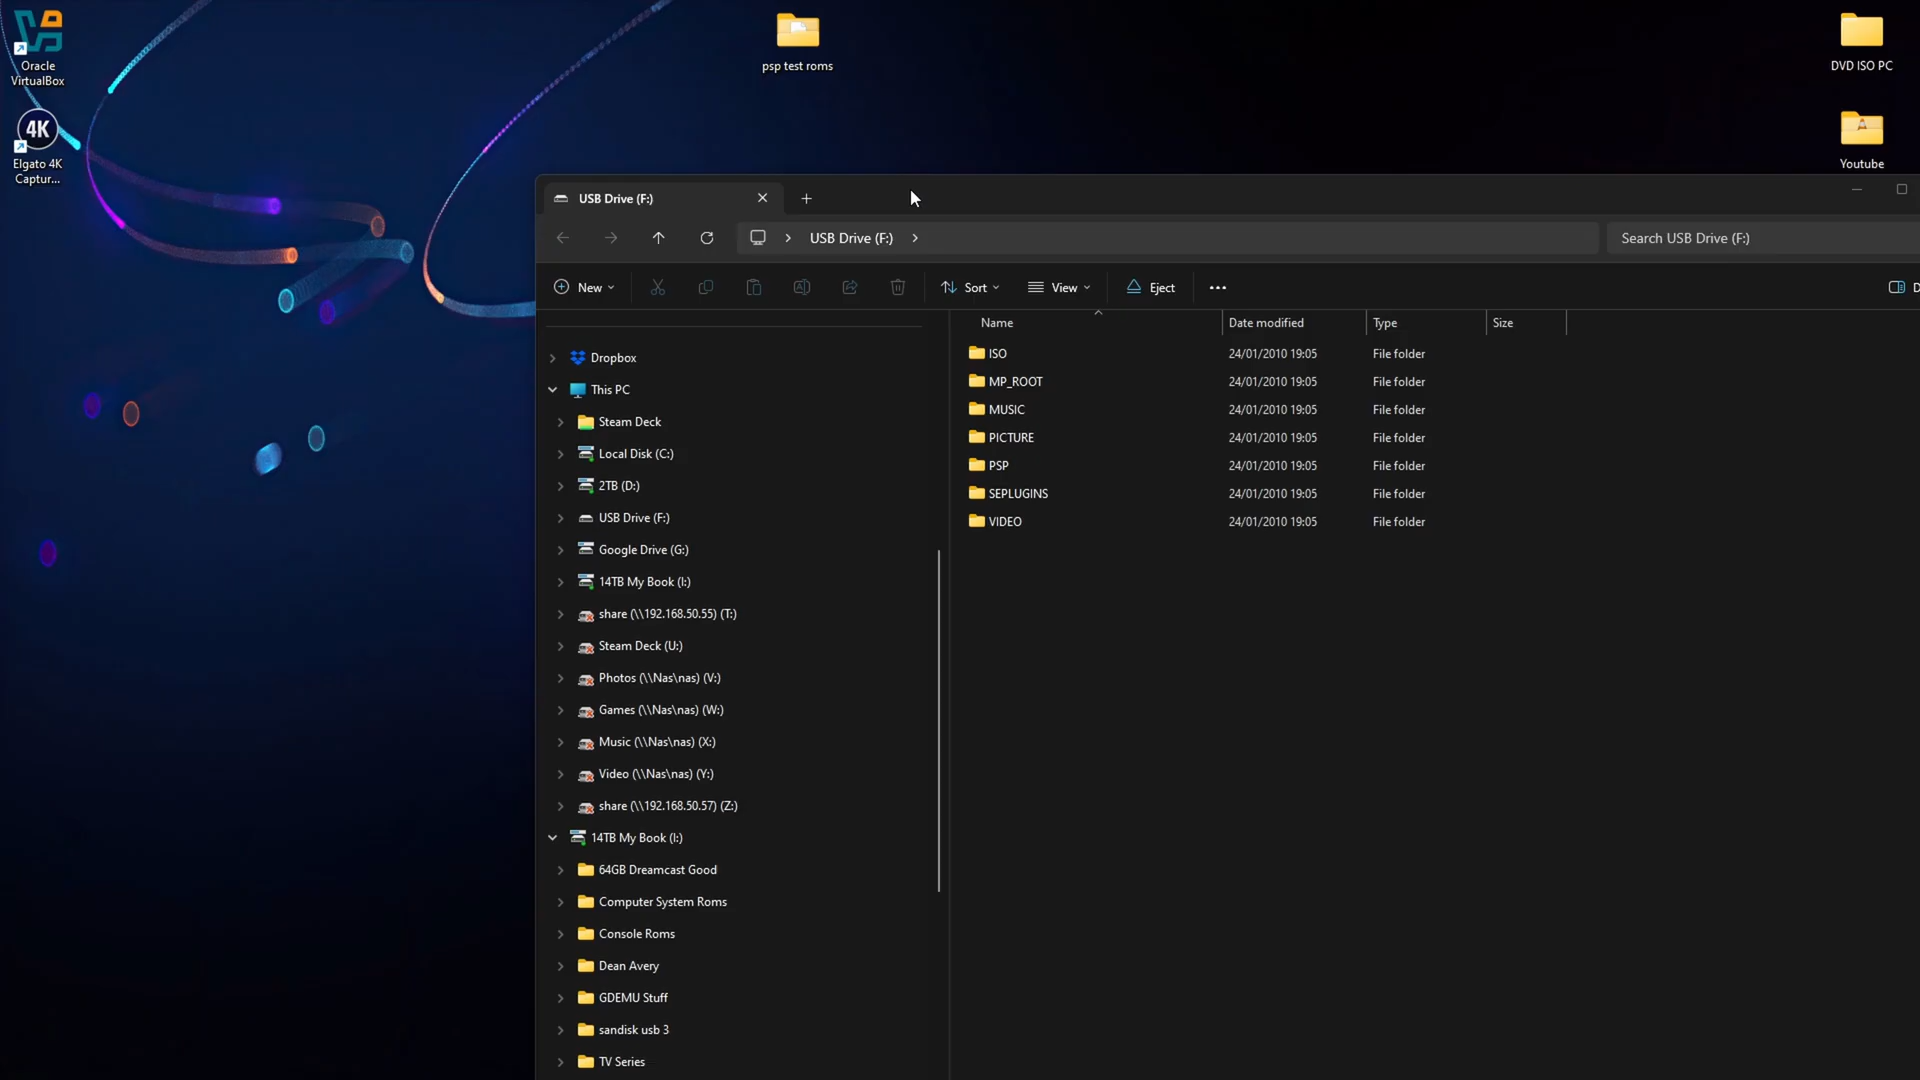 Oracle
VirtualBox
4K
Elgato 4K
Captur...
psp test roms
DVD ISO PC
Youtube
USB Drive (F:)
USB Drive (F:)
Search USB Drive (F:)
New
Sort
View
Eject
D
Name
Date modified
Type
Size
Dropbox
This PC
Steam Deck
Local Disk (C:)
2TB (D:)
USB Drive (F:)
Google Drive (G:)
14TB My Book (I:)
share (\\192.168.50.55) (T:)
Steam Deck (U:)
Photos (\\Nas\nas) (V:)
Games (\\Nas\nas) (W:)
Music (\\Nas\nas) (X:)
Video (\\Nas\nas) (Y:)
share (\\192.168.50.57) (Z:)
14TB My Book (I:)
64GB Dreamcast Good
Computer System Roms
Console Roms
Dean Avery
GDEMU Stuff
sandisk usb 3
TV Series
ISO 24/01/2010 19:05 File folder
MP_ROOT 24/01/2010 19:05 File folder
MUSIC 24/01/2010 19:05 File folder
PICTURE 24/01/2010 19:05 File folder
PSP 24/01/2010 19:05 File folder
SEPLUGINS 24/01/2010 19:05 File folder
VIDEO 24/01/2010 19:05 File folder